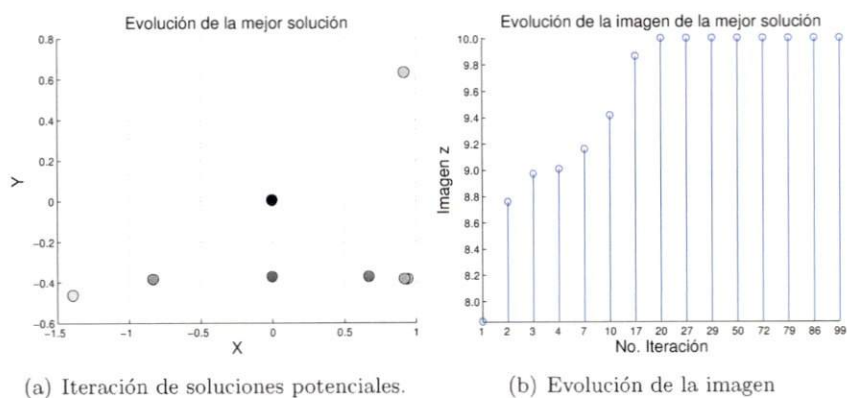 Evolución de la mejor solución
0.8
0.6
0.4
0.2
0
−0.2
−0.4
−0.6
Y
−1.5 −1 −0.5 0 0.5 1
X
(a) Iteración de soluciones potenciales.
Evolución de la imagen de la mejor solución
10.0
9.8
9.6
9.4
9.2
9.0
8.8
8.6
8.4
8.2
8.0
Imagen z
1 2 3 4 7 10 17 20 27 29 50 72 79 86 99
No. Iteración
(b) Evolución de la imagen